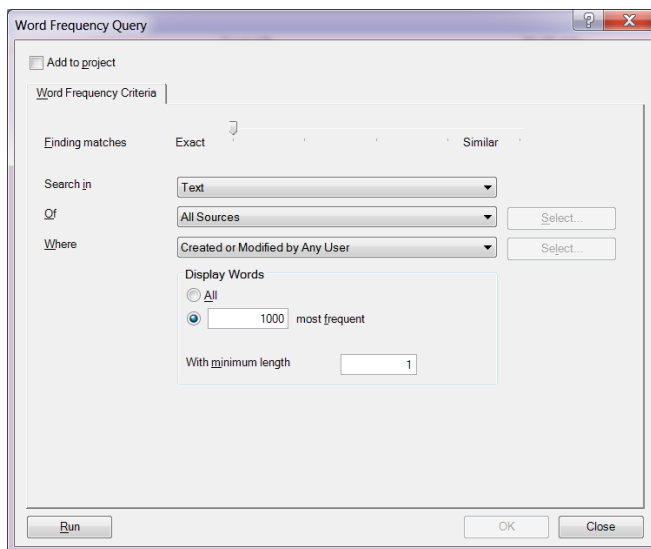 Word Frequency Query
?
X
Add to project
Word Frequency Criteria
Finding matches Exact Similar
Search in Text
Of All Sources Select...
Where Created or Modified by Any User Select...
Display Words
All
1000 most frequent
With minimum length 1
Run OK Close